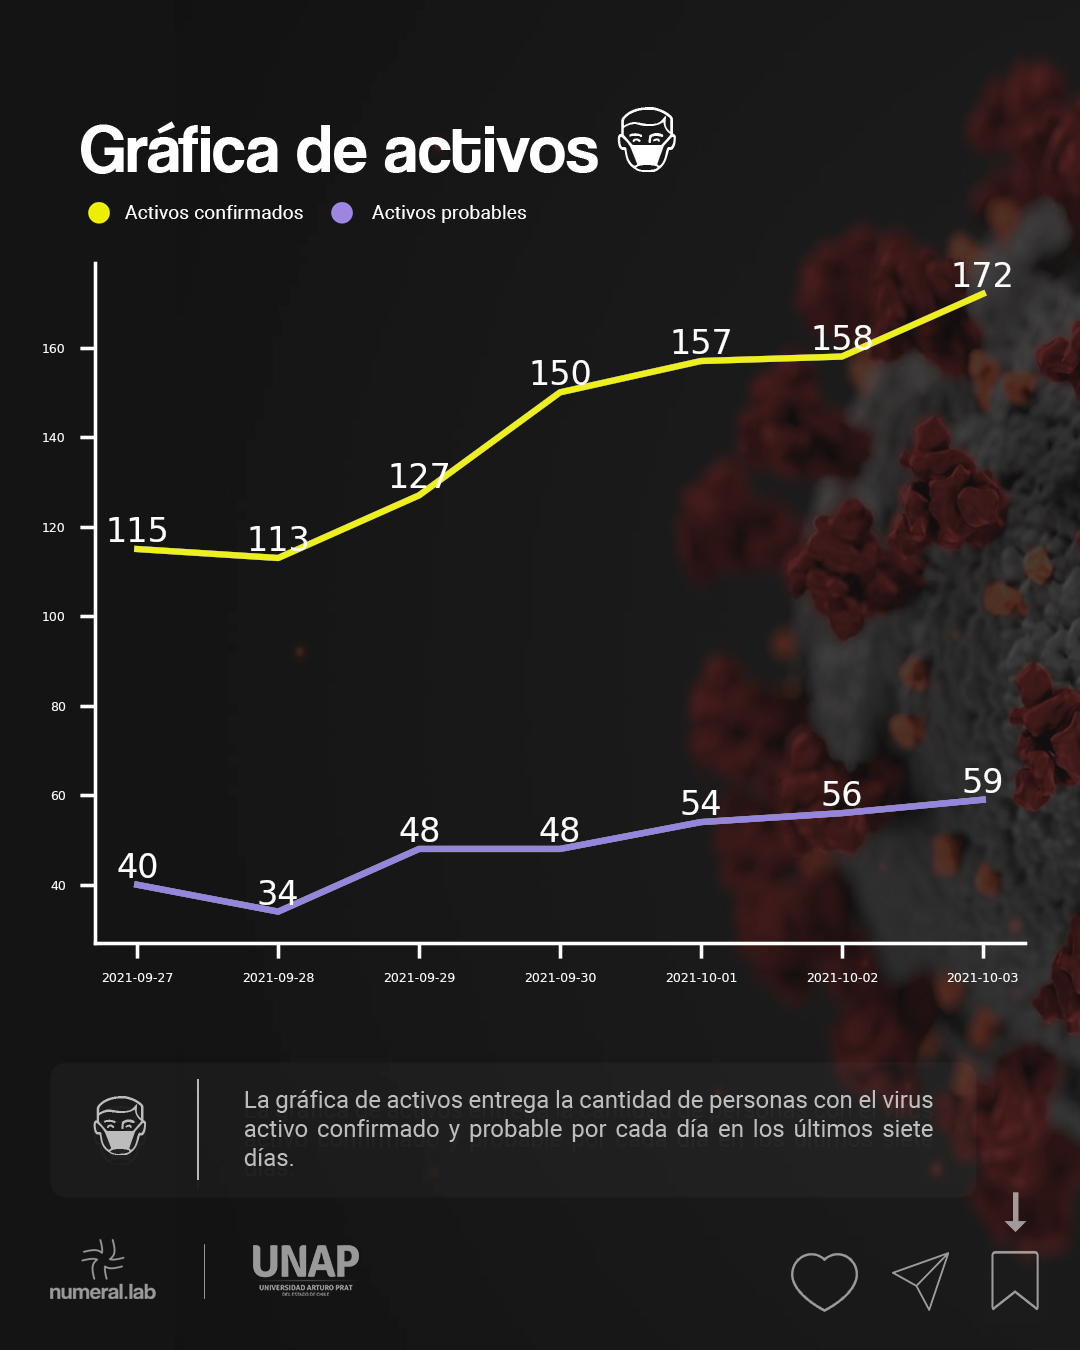 Gráfica de activos
Activos confirmados Activos probables
172
158
157
160
150
140
127
120
115
113
100
80
60
59
56
54
48
48
40
40
34
2021-09-27 2021-09-28 2021-09-29 2021-09-30 2021-10-01 2021-10-02 2021-10-03
La gráfica de activos entrega la cantidad de personas con el virus
activo confirmado y probable por cada día en los últimos siete
días.
numeral.lab
UNAP
UNIVERSIDAD ARTURO PRAT
DEL ESTADO DE CHILE